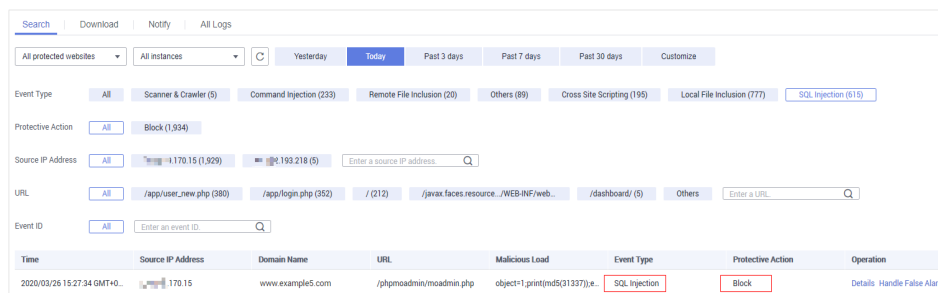 Search Download Notify All Logs
All protected websites All instances Yesterday Today Past 3 days Past 7 days Past 30 days Customize
Event Type All Scanner & Crawler (5) Command Injection (233) Remote File Inclusion (20) Others (89) Cross Site Scripting (195) Local File Inclusion (777) SQL Injection (615)
Protective Action All Block (1,934)
Source IP Address All .170.15 (1,929) .193.218 (5) Enter a source IP address.
URL All /app/user_new.php (380) /app/login.php (352) / (212) /javax.faces.resource.../WEB-INF/web... /dashboard/ (5) Others Enter a URL.
Event ID All Enter an event ID.
Time Source IP Address Domain Name URL Malicious Load Event Type Protective Action Operation
2020/03/26 15:27:34 GMT+0... .170.15 www.example5.com /phpmoadmin/moadmin.php object=1;print(md5(31337));e... SQL Injection Block Details Handle False Alar